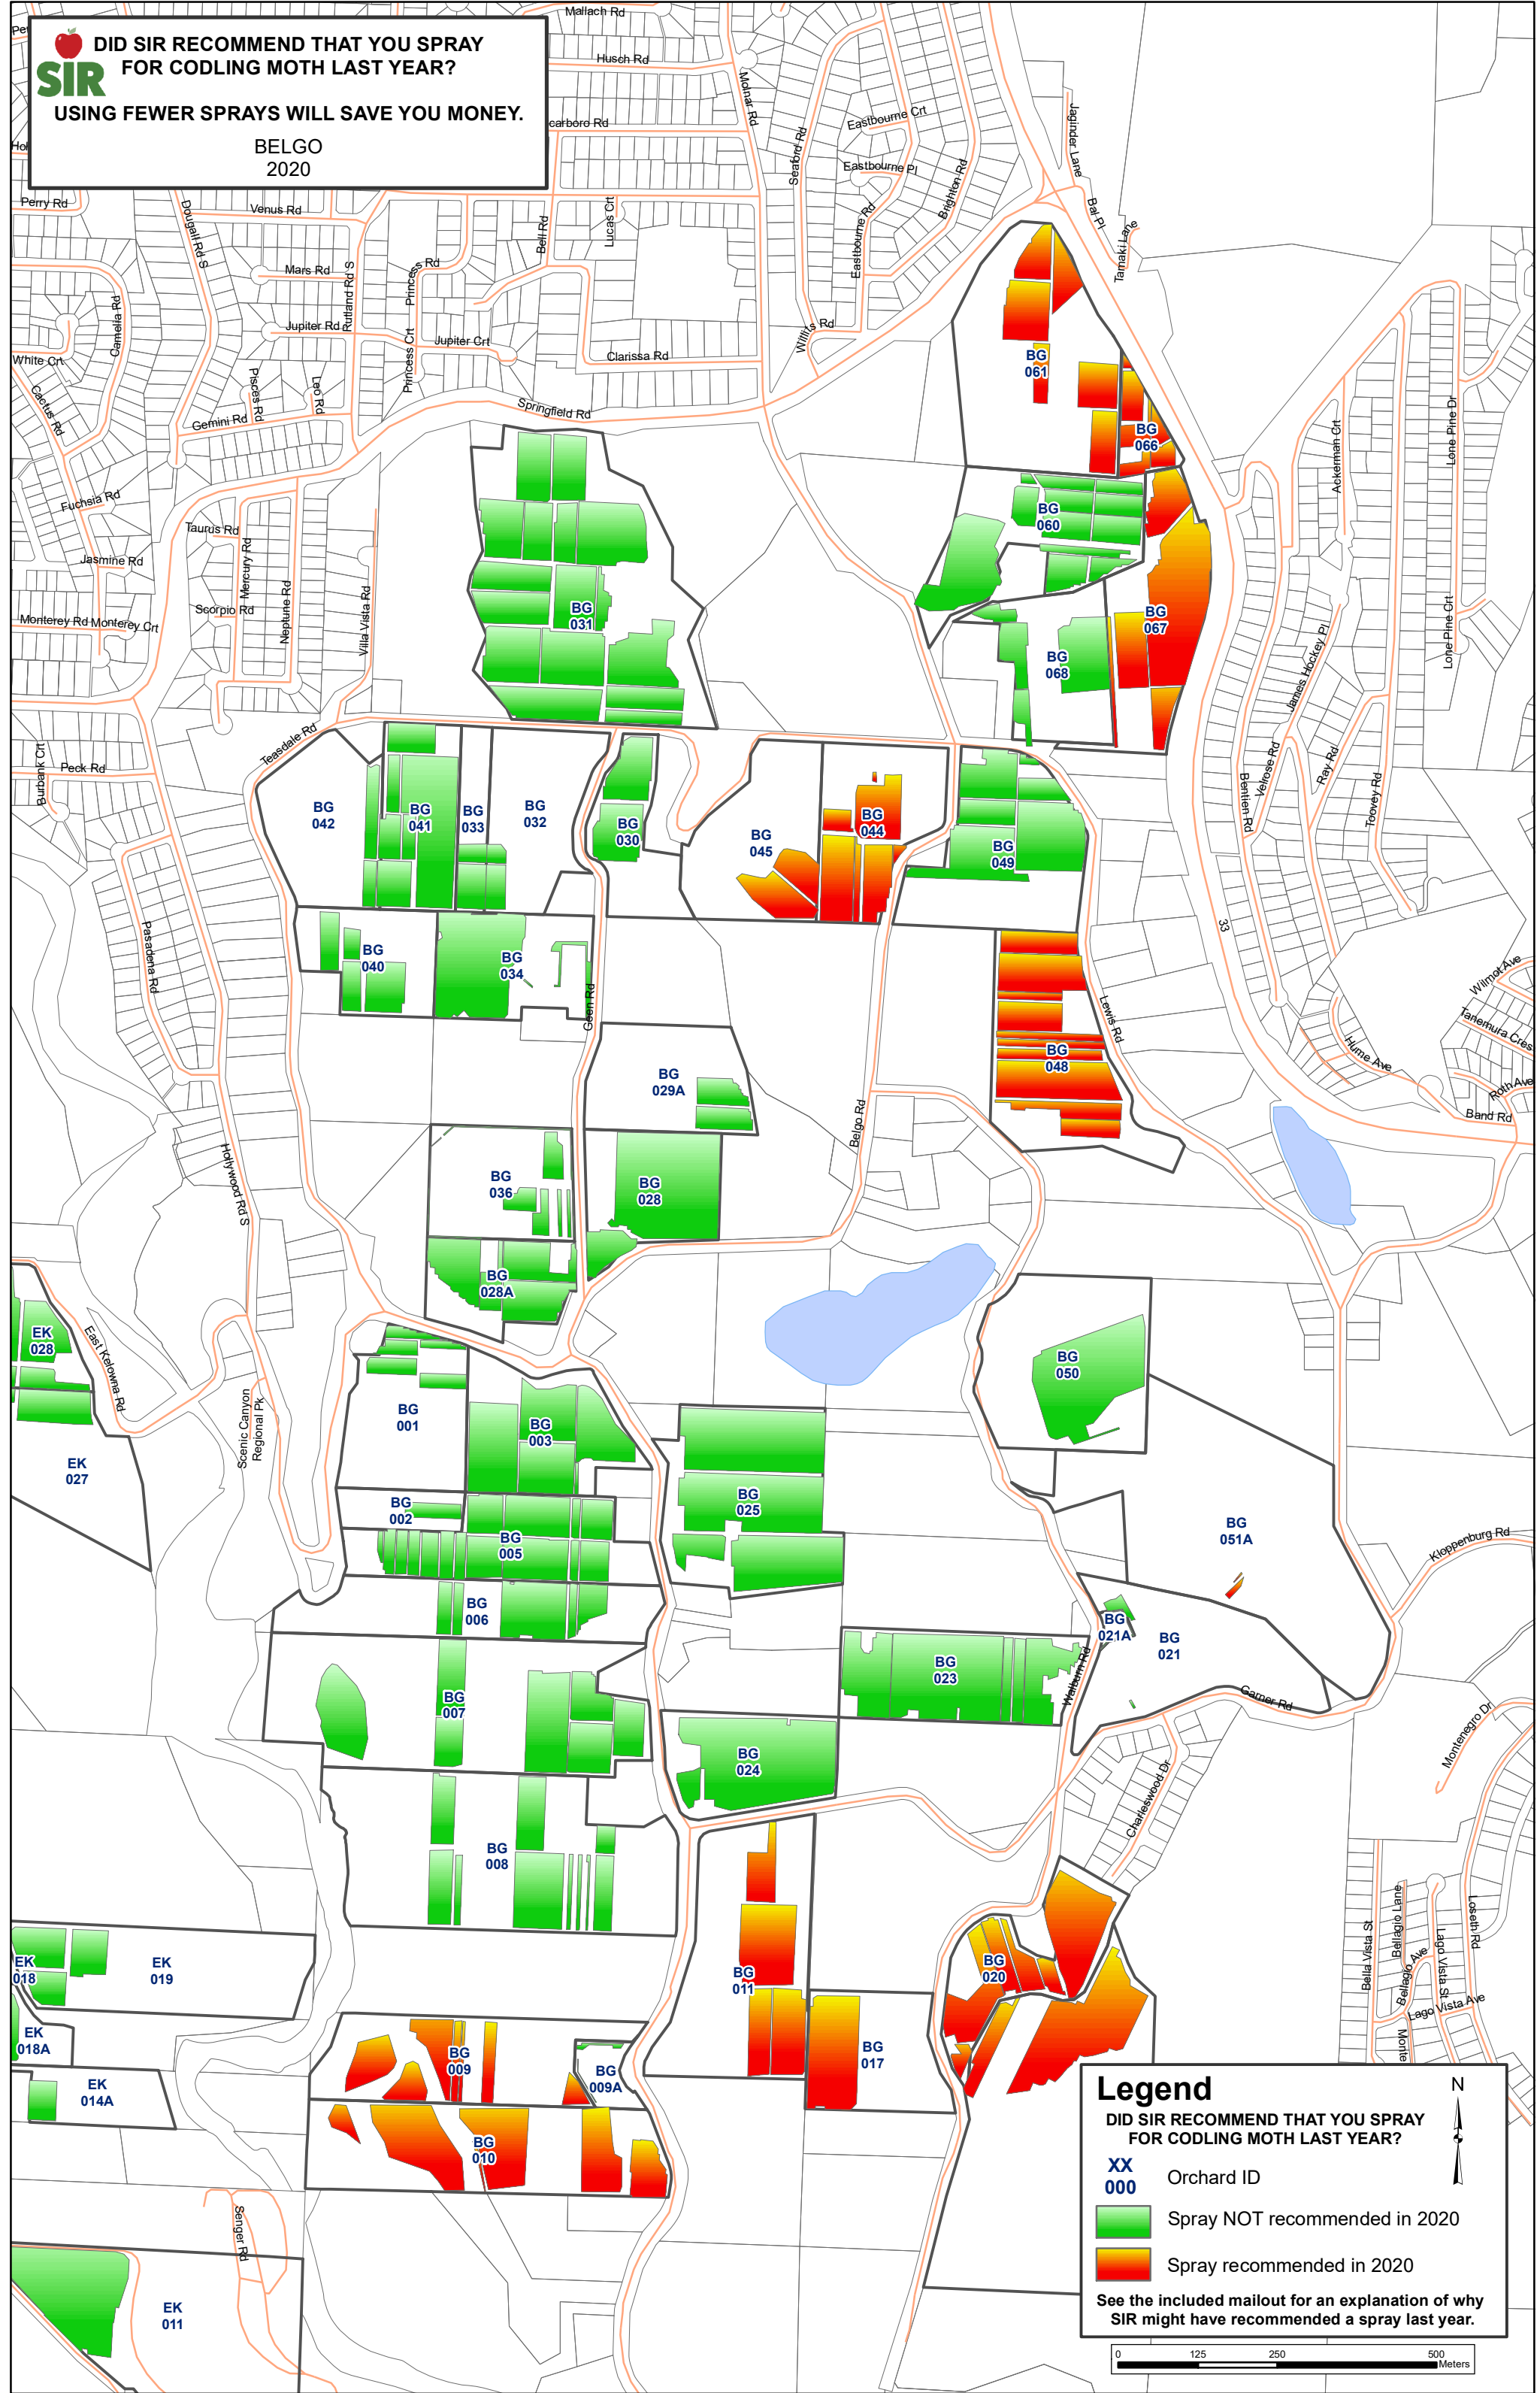 SIR
DID SIR RECOMMEND THAT YOU SPRAY
FOR CODLING MOTH LAST YEAR?
USING FEWER SPRAYS WILL SAVE YOU MONEY.
BELGO
2020
Mallach Rd
Husch Rd
Molnar Rd
Seaford Rd
Eastbourne Crt
Eastbourne Pl
Eastbourne Rd
Brighton Rd
Jaginder Lane
Bal Pl
Tamaki Lane
Perry Rd
Dougall Rd S
Venus Rd
Mars Rd
Rutland Rd S
Jupiter Rd
Princess Rd
Princess Crt
Jupiter Crt
Bell Rd
Lucas Crt
Clarissa Rd
Willits Rd
Camelia Rd
White Crt
Cactus Rd
Pisces Rd
Leo Rd
Gemini Rd
Springfield Rd
Fuchsia Rd
Jasmine Rd
Monterey Rd
Monterey Crt
Taurus Rd
Mercury Rd
Scorpio Rd
Neptune Rd
Villa Vista Rd
Teasdale Rd
Burbank Crt
Peck Rd
Pasadena Rd
Hollywood Rd S
Ackerman Crt
Lone Pine Dr
Lone Pine Crt
James Hockey Pl
Velrose Rd
Bentien Rd
Ray Rd
Toovey Rd
33
Wilmot Ave
Tanemura Cres
Hume Ave
Roth Ave
Band Rd
Lewis Rd
Belgo Rd
Geen Rd
East Kelowna Rd
Scenic Canyon
Regional Pk
Walburn Rd
Garner Rd
Kloppenburg Rd
Montenegro Dr
Charleswood Dr
Bella Vista St
Bellagio Lane
Bellagio Ave
Lago Vista St
Lago Vista Ave
Loseth Rd
Monte
Senger Rd
BG
061
BG
066
BG
060
BG
067
BG
068
BG
031
BG
042
BG
041
BG
033
BG
032
BG
030
BG
045
BG
044
BG
049
BG
040
BG
034
BG
048
BG
029A
BG
036
BG
028
BG
028A
BG
050
EK
028
EK
027
BG
001
BG
003
BG
002
BG
005
BG
025
BG
051A
BG
006
BG
021A
BG
021
BG
007
BG
023
BG
024
BG
008
EK
018
EK
019
EK
018A
EK
014A
BG
011
BG
020
BG
017
BG
009
BG
009A
BG
010
EK
011
Legend
N
DID SIR RECOMMEND THAT YOU SPRAY
FOR CODLING MOTH LAST YEAR?
XX
000
Orchard ID
Spray NOT recommended in 2020
Spray recommended in 2020
See the included mailout for an explanation of why
SIR might have recommended a spray last year.
0 125 250 500
Meters